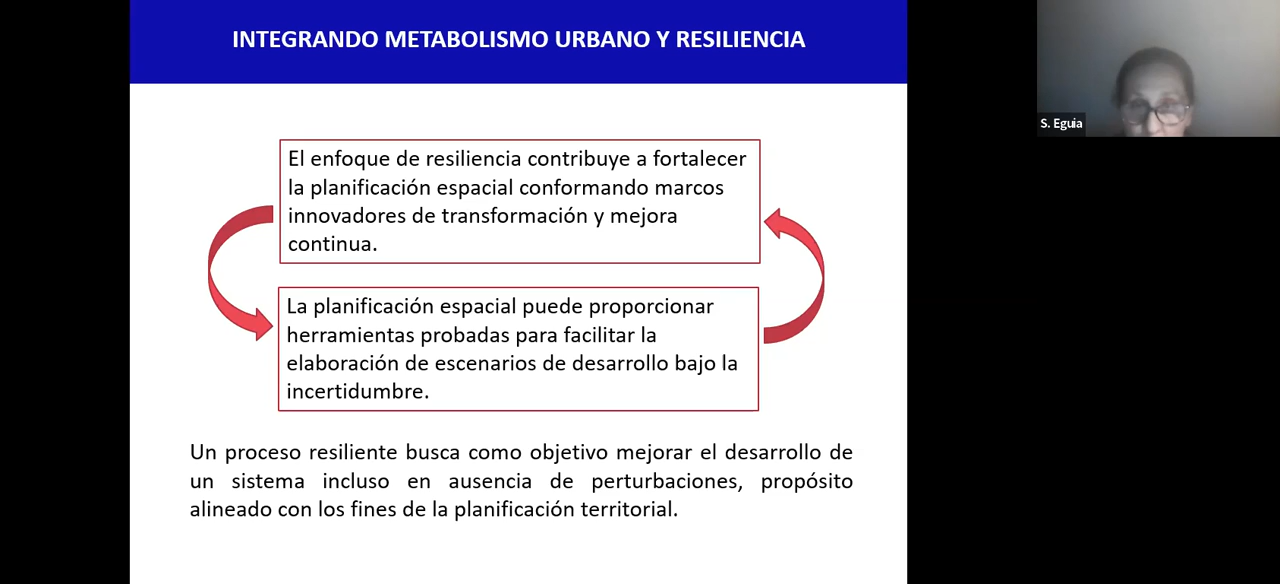 INTEGRANDO METABOLISMO URBANO Y RESILIENCIA
S. Eguia
El enfoque de resiliencia contribuye a fortalecer
la planificación espacial conformando marcos
innovadores de transformación y mejora
continua.
La planificación espacial puede proporcionar
herramientas probadas para facilitar la
elaboración de escenarios de desarrollo bajo la
incertidumbre.
Un proceso resiliente busca como objetivo mejorar el desarrollo de
un sistema incluso en ausencia de perturbaciones, propósito
alineado con los fines de la planificación territorial.